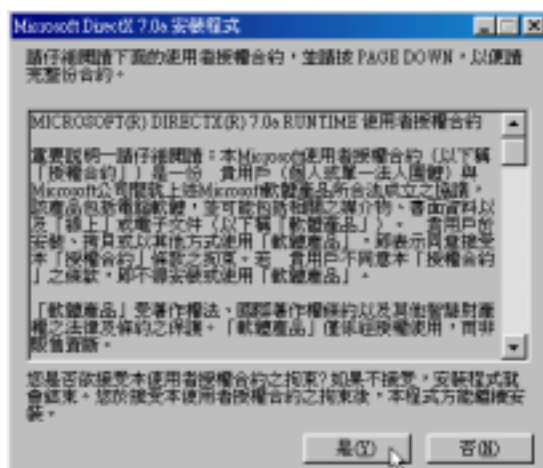 Microsoft DirectX 7.0a 安裝程式
請仔細閱讀下面的使用者授權合約，並請按 PAGE DOWN，以便讀
完整份合約。
MICROSOFT(R) DIRECTX(R) 7.0a RUNTIME 使用者授權合約
重要說明－請仔細閱讀：本Microsoft使用者授權合約（以下稱
「授權合約」）是一份　貴用戶（個人或單一法人團體）與
Microsoft公司間就上述Microsoft軟體產品所合法成立之協議，
該產品包括電腦軟體，並可能包括相關之媒介物、書面資料以
及「線上」或電子文件（以下稱「軟體產品」）。　貴用戶於
安裝、拷貝或以其他方式使用「軟體產品」，即表示同意接受
本「授權合約」條款之拘束。若　貴用戶不同意本「授權合約
」之條款，即不得安裝或使用「軟體產品」。
「軟體產品」受著作權法、國際著作權條約以及其他智慧財產
權之法律及條約之保護。「軟體產品」僅係經授權使用，而非
販售賣斷。
您是否欲接受本使用者授權合約之拘束?如果不接受，安裝程式就
會結束。您於接受本使用者授權合約之拘束後，本程式方能繼續安
裝。
是(Y)
否(N)